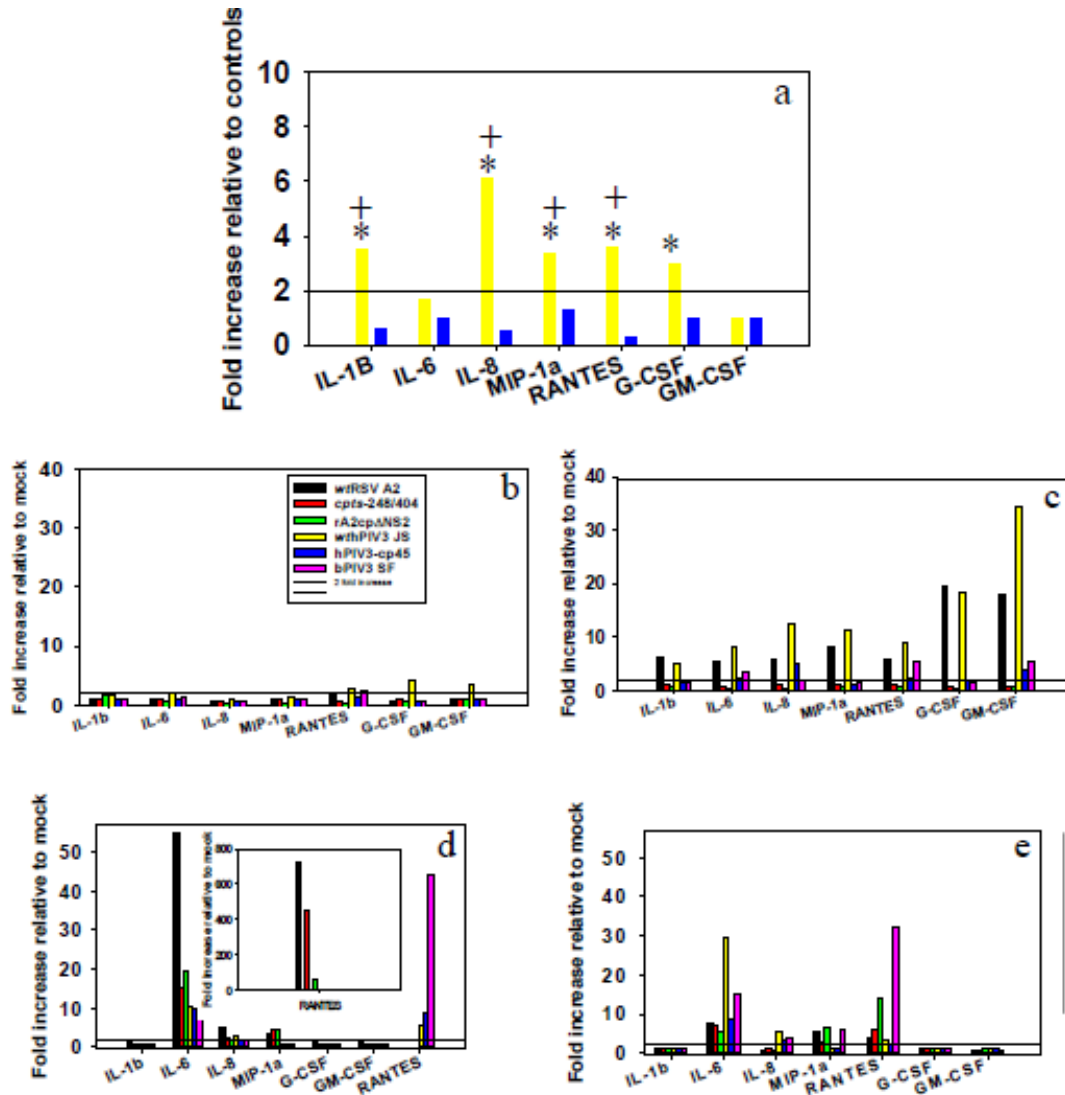 Fold increase relative to controls
a
10
8
6
4
2
0
+
*
+
*
+
*
+
*
*
IL-1B
IL-6
IL-8
MIP-1a
RANTES
G-CSF
GM-CSF
Fold increase relative to mock
b
40
30
20
10
0
wtRSV A2
cpts-248/404
rA2cpΔNS2
wthPIV3 JS
hPIV3-cp45
bPIV3 SF
2 fold increase
IL-1b
IL-6
IL-8
MIP-1a
RANTES
G-CSF
GM-CSF
Fold increase relative to mock
c
40
30
20
10
0
IL-1b
IL-6
IL-8
MIP-1a
RANTES
G-CSF
GM-CSF
Fold increase relative to mock
d
50
40
30
20
10
0
Fold increase relative to mock
800
600
400
200
0
RANTES
IL-1b
IL-6
IL-8
MIP-1a
G-CSF
GM-CSF
RANTES
Fold increase relative to mock
e
50
40
30
20
10
0
IL-1b
IL-6
IL-8
MIP-1a
RANTES
G-CSF
GM-CSF